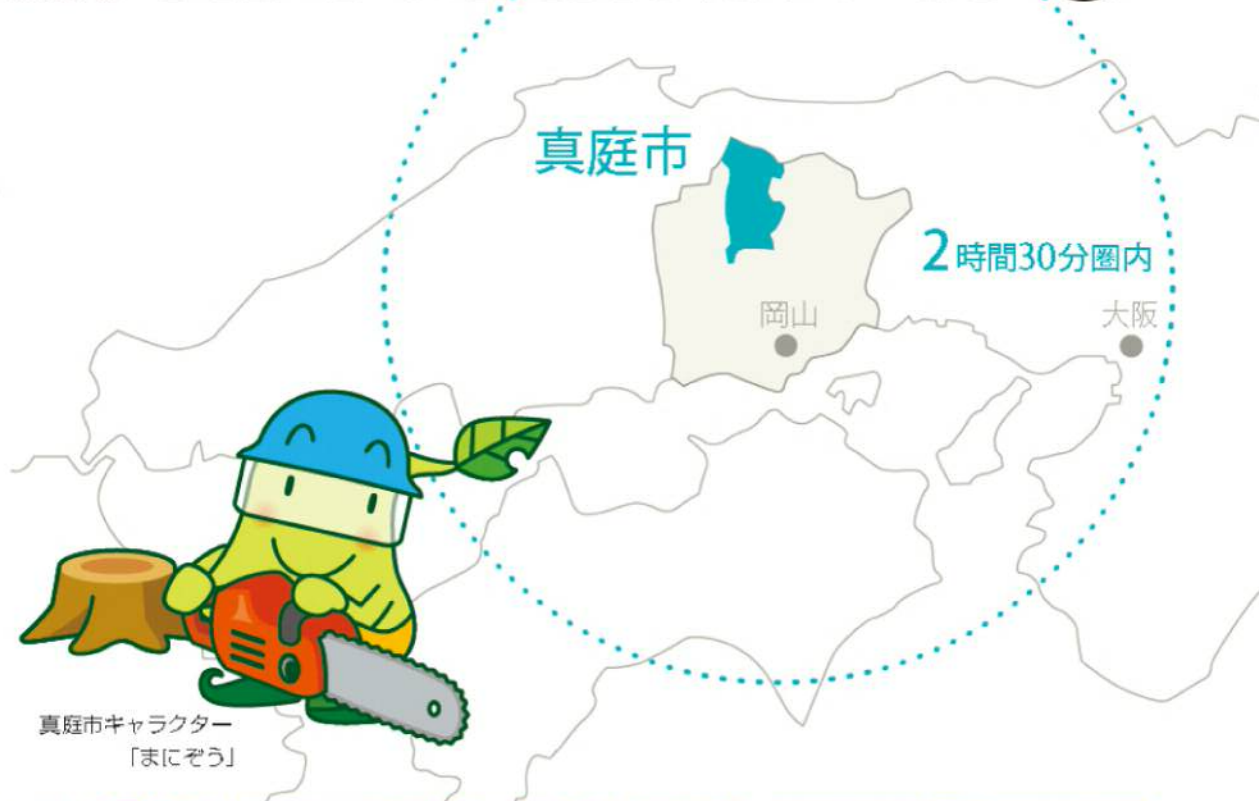 真庭市
2時間30分圏内
岡山
大阪
真庭市キャラクター
「まにぞう」